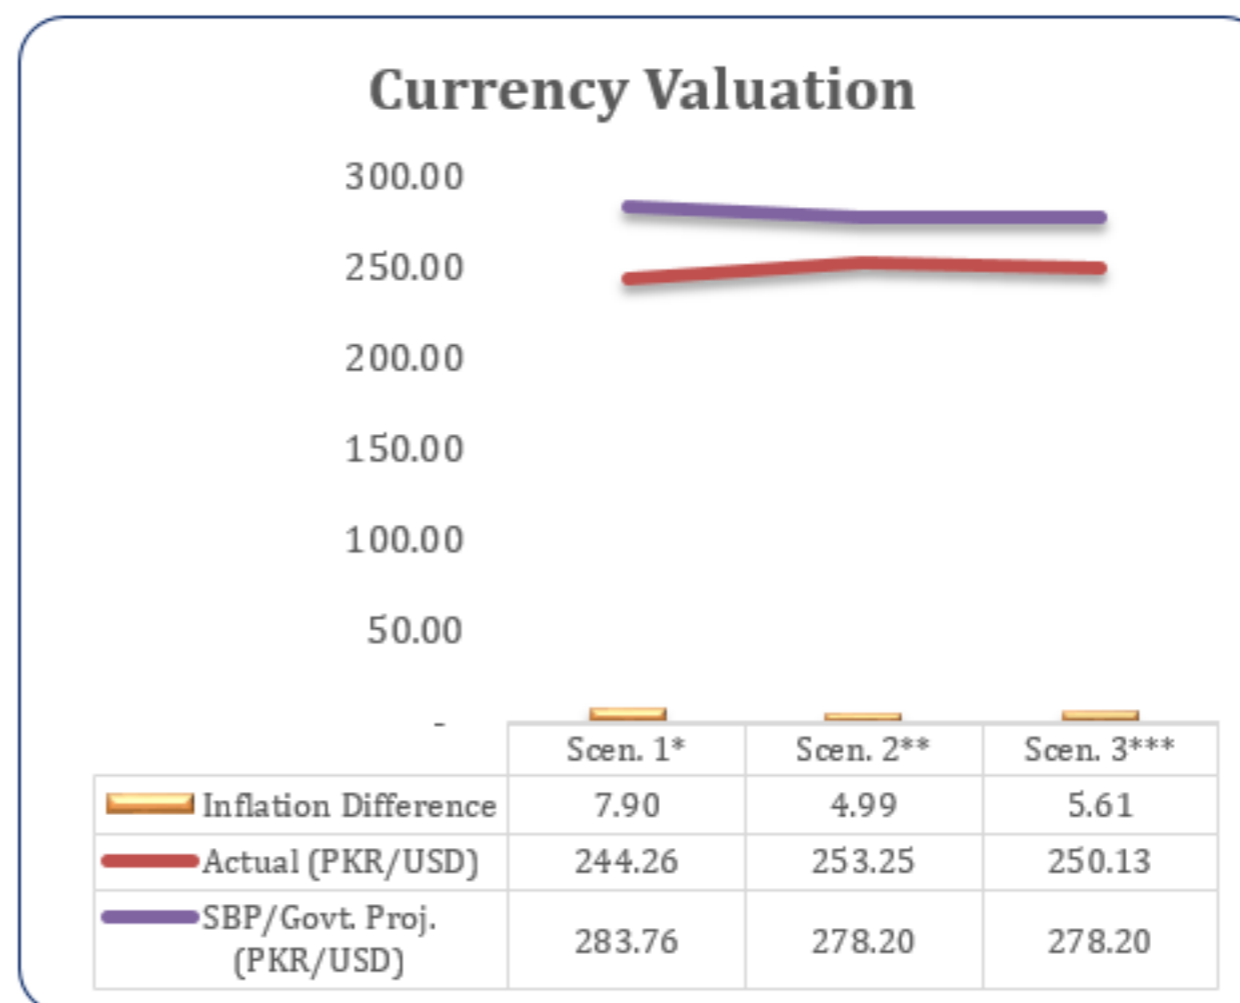 Currency Valuation
300.00
250.00
200.00
150.00
100.00
50.00
-
Scen. 1* Scen. 2** Scen. 3***
Inflation Difference 7.90 4.99 5.61
Actual (PKR/USD) 244.26 253.25 250.13
SBP/Govt. Proj.
(PKR/USD) 283.76 278.20 278.20